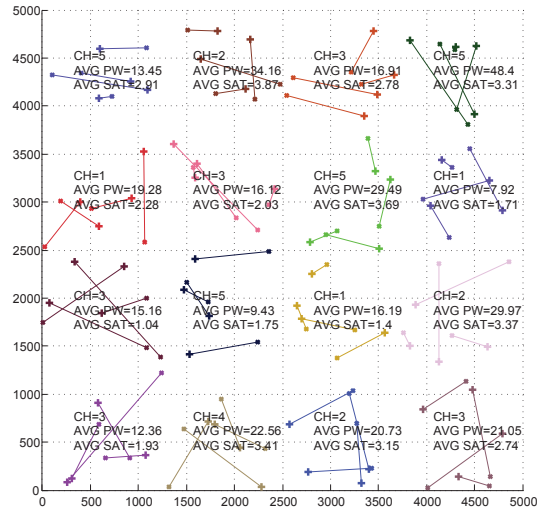 5000
CH=5 CH=2 CH=3 CH=5
AVG PW=13.45 AVG PW=34.16 AVG PW=16.91 AVG PW=48.4
AVG SAT=2.91 AVG SAT=3.87 AVG SAT=2.78 AVG SAT=3.31
4500
4000
3500
CH=1 CH=3 CH=5 CH=1
AVG PW=19.28 AVG PW=16.12 AVG PW=29.49 AVG PW=7.92
AVG SAT=2.28 AVG SAT=2.03 AVG SAT=3.69 AVG SAT=1.71
3000
2500
CH=3 CH=5 CH=1 CH=2
2000
AVG PW=15.16 AVG PW=9.43 AVG PW=16.19 AVG PW=29.97
AVG SAT=1.04 AVG SAT=1.75 AVG SAT=1.4 AVG SAT=3.37
1500
1000
CH=3 CH=4 CH=2 CH=3
AVG PW=12.36 AVG PW=22.56 AVG PW=20.73 AVG PW=21.05
AVG SAT=1.93 AVG SAT=3.41 AVG SAT=3.15 AVG SAT=2.74
500
0
0 500 1000 1500 2000 2500 3000 3500 4000 4500 5000